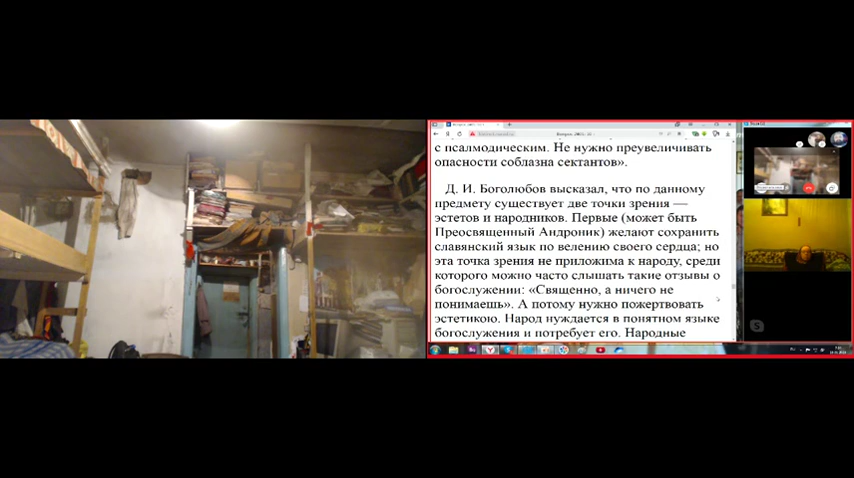 с псалмодическим. Не нужно преувеличивать
опасности соблазна сектантов».
Д. И. Боголюбов высказал, что по данному
предмету существует две точки зрения —
эстетов и народников. Первые (может быть
Преосвященный Андроник) желают сохранить
славянский язык по велению своего сердца; но
эта точка зрения не приложима к народу, среди
которого можно часто слышать такие отзывы о
богослужении: «Священно, а ничего не
понимаешь». А потому нужно пожертвовать
эстетикою. Народ нуждается в понятном языке
богослужения и потребует его. Народные